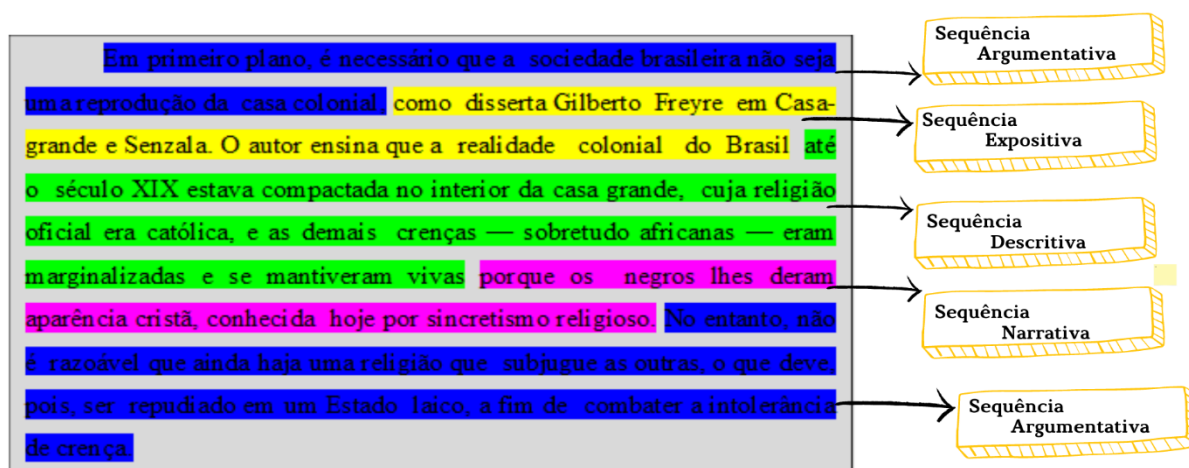 Em primeiro plano, é necessário que a sociedade brasileira não seja
uma reprodução da casa colonial, como disserta Gilberto Freyre em Casa-
grande e Senzala. O autor ensina que a realidade colonial do Brasil até
o século XIX estava compactada no interior da casa grande, cuja religião
oficial era católica, e as demais crenças — sobretudo africanas — eram
marginalizadas e se mantiveram vivas porque os negros lhes deram
aparência cristã, conhecida hoje por sincretismo religioso. No entanto, não
é razoável que ainda haja uma religião que subjugue as outras, o que deve,
pois, ser repudiado em um Estado laico, a fim de combater a intolerância
de crença.
Sequência
Argumentativa
Sequência
Expositiva
Sequência
Descritiva
Sequência
Narrativa
Sequência
Argumentativa